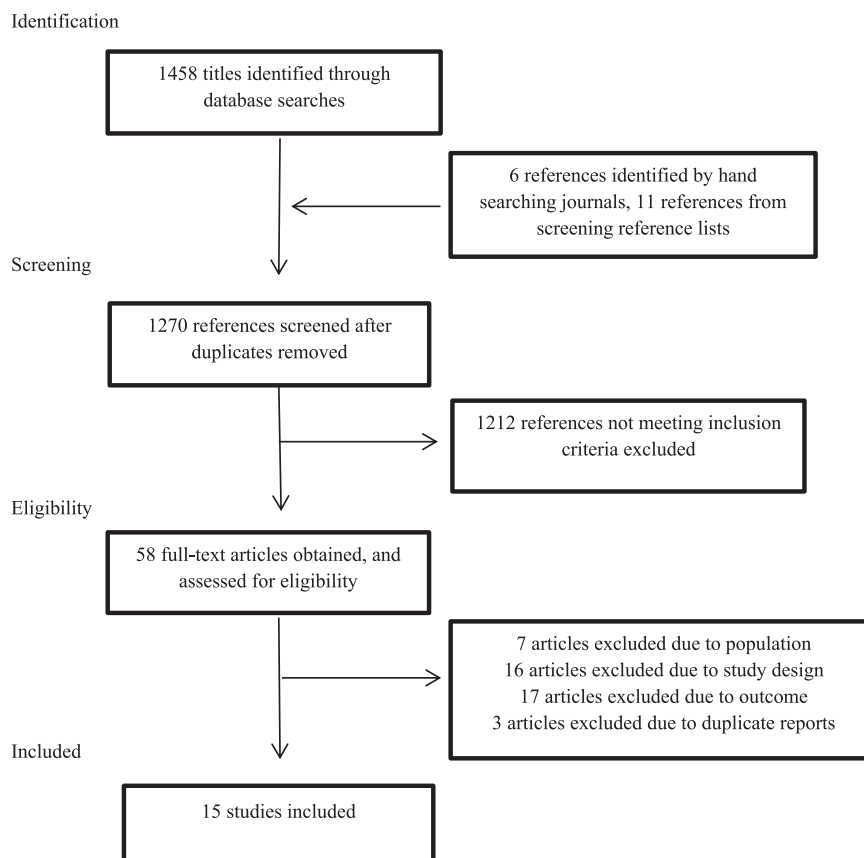 Identification
1458 titles identified through
database searches
6 references identified by hand
searching journals, 11 references from
screening reference lists
Screening
1270 references screened after
duplicates removed
1212 references not meeting inclusion
criteria excluded
Eligibility
58 full-text articles obtained, and
assessed for eligibility
7 articles excluded due to population
16 articles excluded due to study design
17 articles excluded due to outcome
3 articles excluded due to duplicate reports
Included
15 studies included